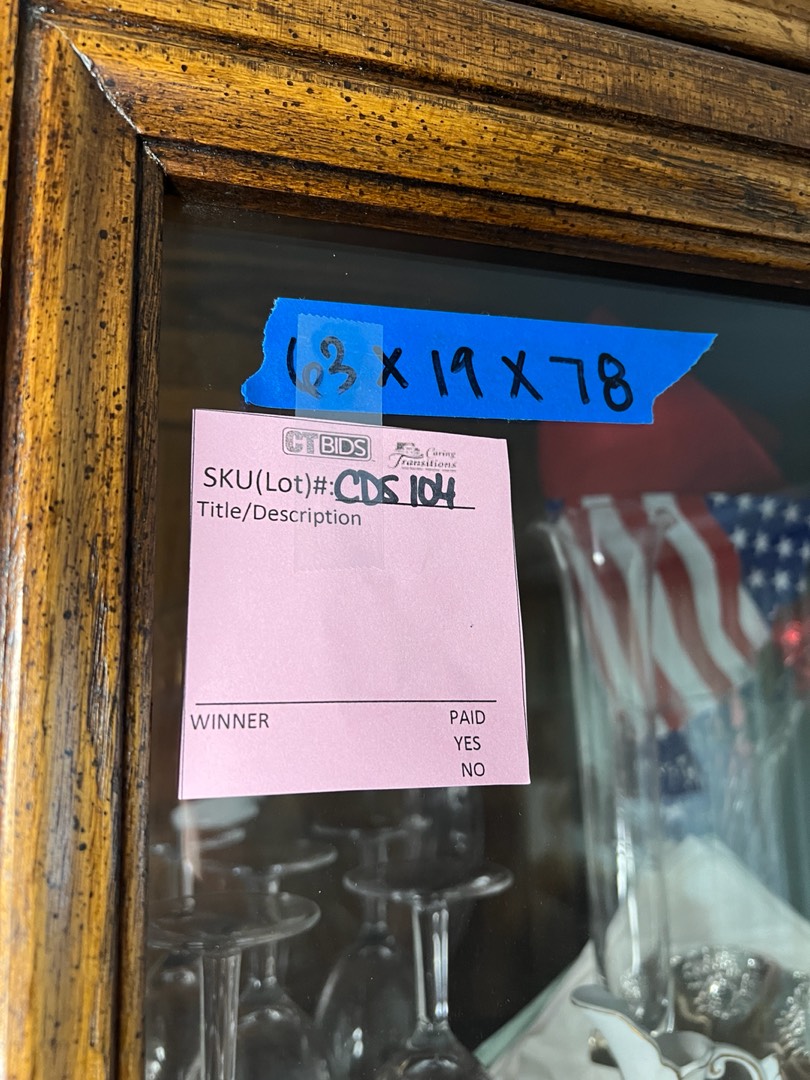 63 x 19 x 78
CTBIDS
Caring
Transitions
SKU(Lot)#: CDS 104
Title/Description
WINNER
PAID
YES
NO